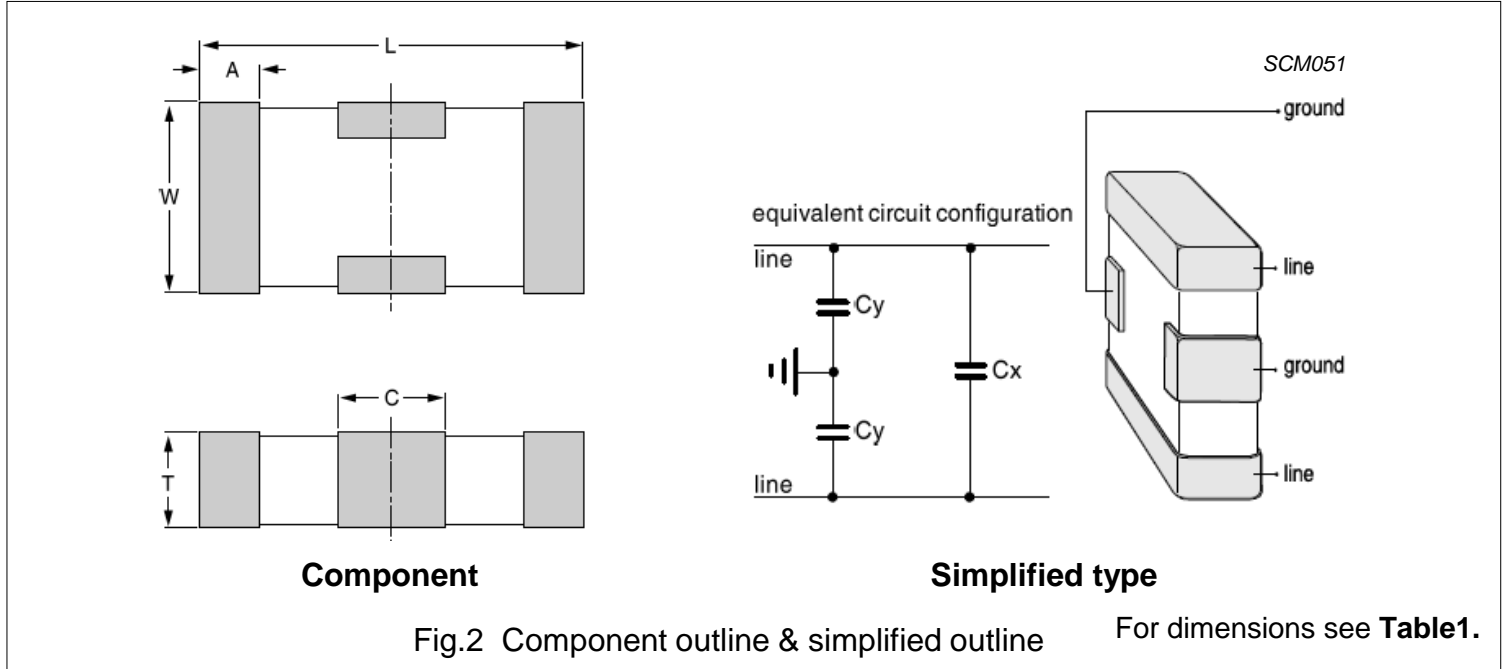 L
A
W
C
T
Component
SCM051
ground
equivalent circuit configuration
line
Cy
Cx
Cy
line
line
ground
line
Simplified type
Fig.2 Component outline & simplified outline
For dimensions see Table1.